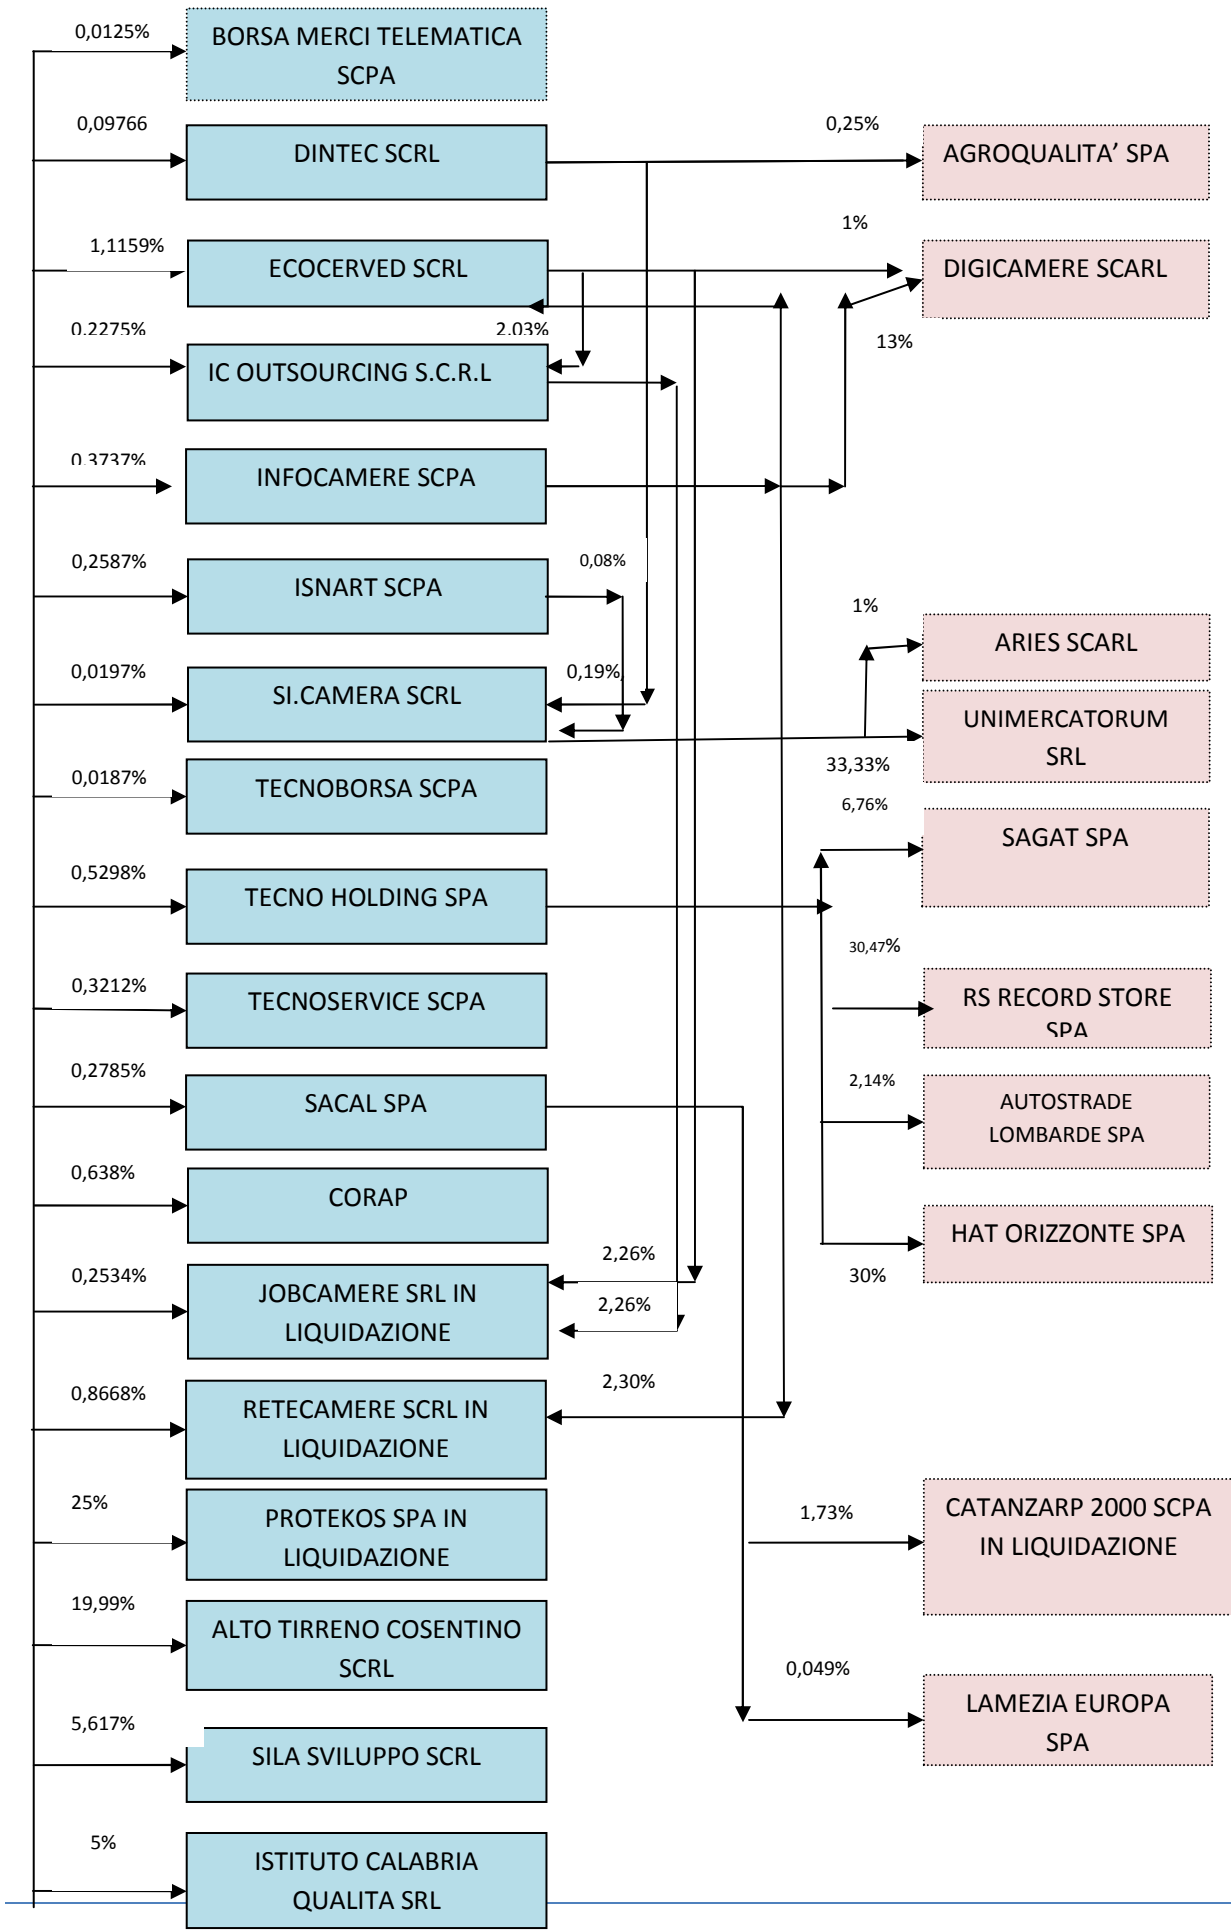 0,0125%
BORSA MERCI TELEMATICA
SCPA
0,09766
DINTEC SCRL
0,25%
AGROQUALITA’ SPA
1,1159%
ECOCERVED SCRL
1%
DIGICAMERE SCARL
0,2275%
2,03%
13%
IC OUTSOURCING S.C.R.L
0,3737%
INFOCAMERE SCPA
0,2587%
ISNART SCPA
0,08%
1%
ARIES SCARL
0,0197%
SI.CAMERA SCRL
0,19%
UNIMERCATORUM
SRL
33,33%
0,0187%
TECNOBORSA SCPA
6,76%
SAGAT SPA
0,5298%
TECNO HOLDING SPA
30,47%
RS RECORD STORE
SPA
0,3212%
TECNOSERVICE SCPA
2,14%
AUTOSTRADE
LOMBARDE SPA
0,2785%
SACAL SPA
0,638%
CORAP
HAT ORIZZONTE SPA
30%
0,2534%
JOBCAMERE SRL IN
LIQUIDAZIONE
2,26%
2,26%
0,8668%
RETECAMERE SCRL IN
LIQUIDAZIONE
2,30%
25%
PROTEKOS SPA IN
LIQUIDAZIONE
1,73%
CATANZARP 2000 SCPA
IN LIQUIDAZIONE
19,99%
ALTO TIRRENO COSENTINO
SCRL
0,049%
LAMEZIA EUROPA
SPA
5,617%
SILA SVILUPPO SCRL
5%
ISTITUTO CALABRIA
QUALITA SRL